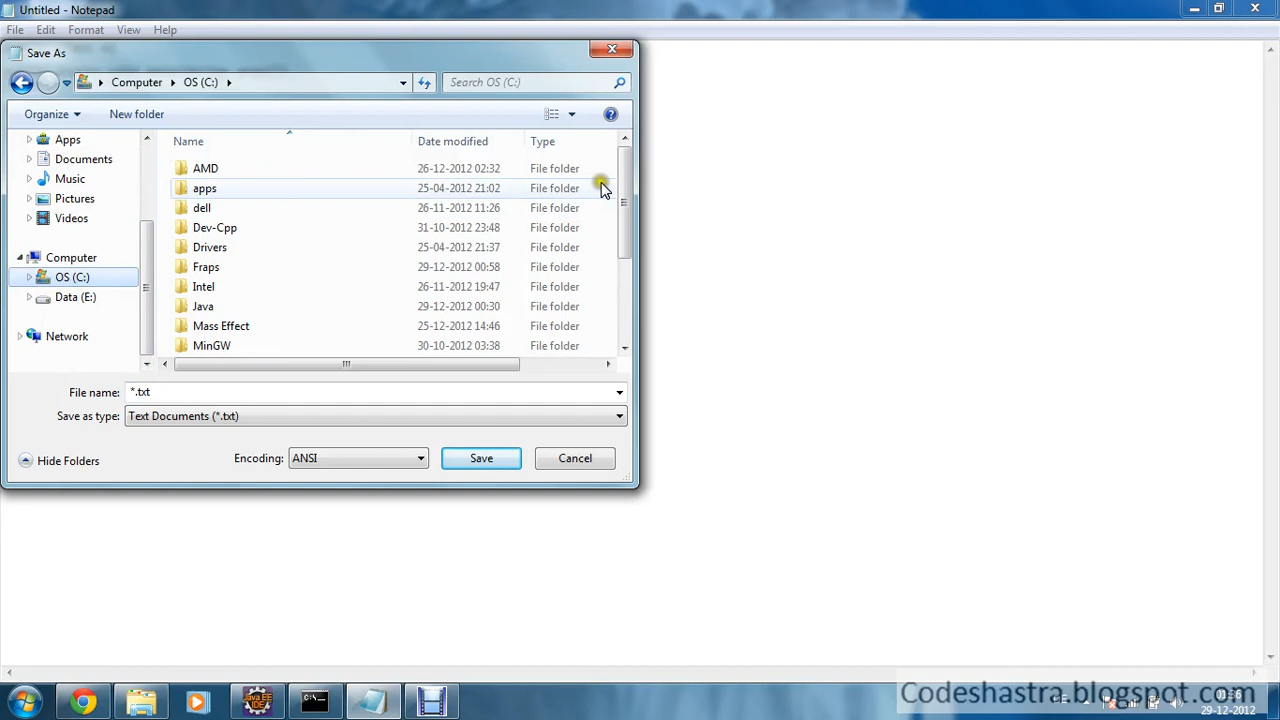 Untitled - Notepad
File Edit Format View Help
Save As
Computer OS (C:)
Search OS (C:)
Organize New folder
Name Date modified Type
Apps
Documents
Music
Pictures
Videos
Computer
OS (C:)
Data (E:)
Network
AMD 26-12-2012 02:32 File folder
apps 25-04-2012 21:02 File folder
dell 26-11-2012 11:26 File folder
Dev-Cpp 31-10-2012 23:48 File folder
Drivers 25-04-2012 21:37 File folder
Fraps 29-12-2012 00:58 File folder
Intel 26-11-2012 19:47 File folder
Java 29-12-2012 00:30 File folder
Mass Effect 25-12-2012 14:46 File folder
MinGW 30-10-2012 03:38 File folder
File name: *.txt
Save as type: Text Documents (*.txt)
Hide Folders
Encoding: ANSI
Save
Cancel
Java EE
IDE
C:\.
Codeshastra.blogspot.com
01:36
29-12-2012